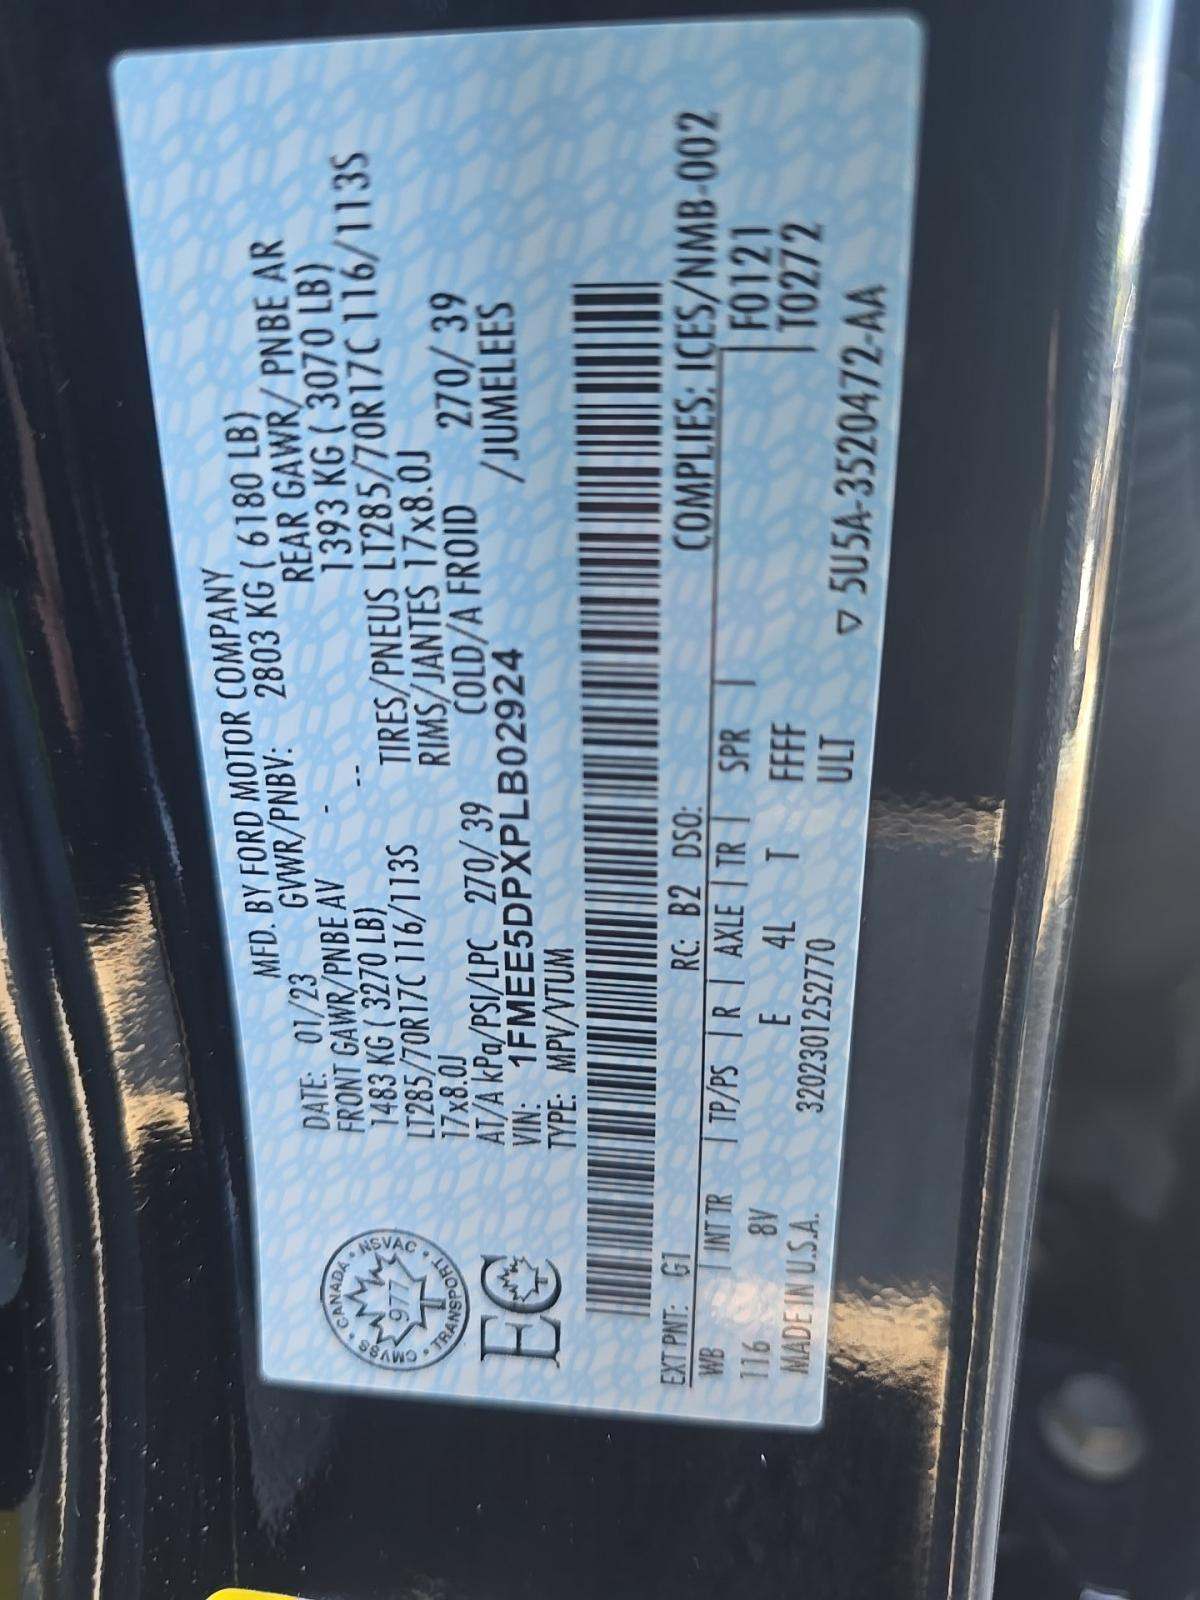 MFD. BY FORD MOTOR COMPANY
DATE: 01/23 GVWR/PNBV: 2803 KG ( 6180 LB)
FRONT GAWR/PNBE AV - REAR GAWR/ PNBE AR
1483 KG ( 3270 LB) -- 1393 KG ( 3070 LB)
LT285/70R17C 116/113S TIRES/PNEUS LT285/70R17C 116/113S
17x8.0J RIMS/JANTES 17x8.0J
AT/A kPa/PSI/LPC 270/ 39 COLD/A FROID 270/ 39
VIN: 1FMEE5DPXPLB02924 /JUMELEES
TYPE: MPV/VTUM
CANADA • NSVAC • TRANSPORT • CMVSS •
977
T
EC
EXT PNT: G1 RC: B2 DSO: COMPLIES: ICES/NMB-002
WB | INT TR | TP/PS | R | AXLE | TR | SPR | F0121
116 8V E 4L T FFFF T0272
MADE IN U.S.A. 3202301252770 ULT ▽ 5U5A-3520472-AA